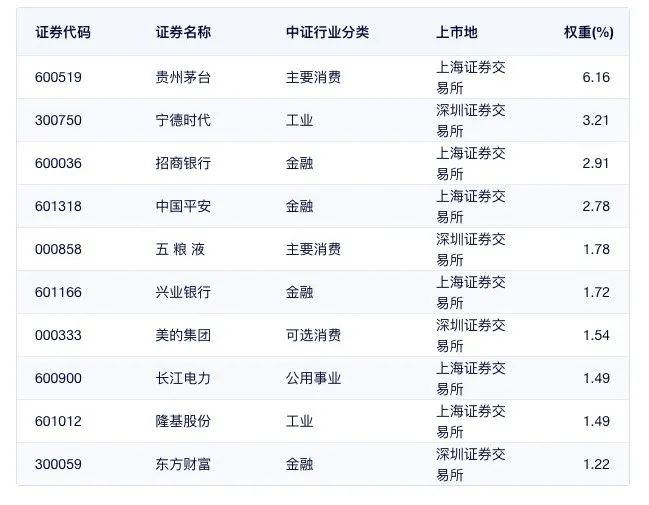 证券代码 证券名称 中证行业分类 上市地 权重(%)
600519 贵州茅台 主要消费 上海证券交 6.16
易所
300750 宁德时代 工业 深圳证券交 3.21
易所
600036 招商银行 金融 上海证券交 2.91
易所
601318 中国平安 金融 上海证券交 2.78
易所
000858 五 粮 液 主要消费 深圳证券交 1.78
易所
601166 兴业银行 金融 上海证券交 1.72
易所
000333 美的集团 可选消费 深圳证券交 1.54
易所
600900 长江电力 公用事业 上海证券交 1.49
易所
601012 隆基股份 工业 上海证券交 1.49
易所
300059 东方财富 金融 深圳证券交 1.22
易所